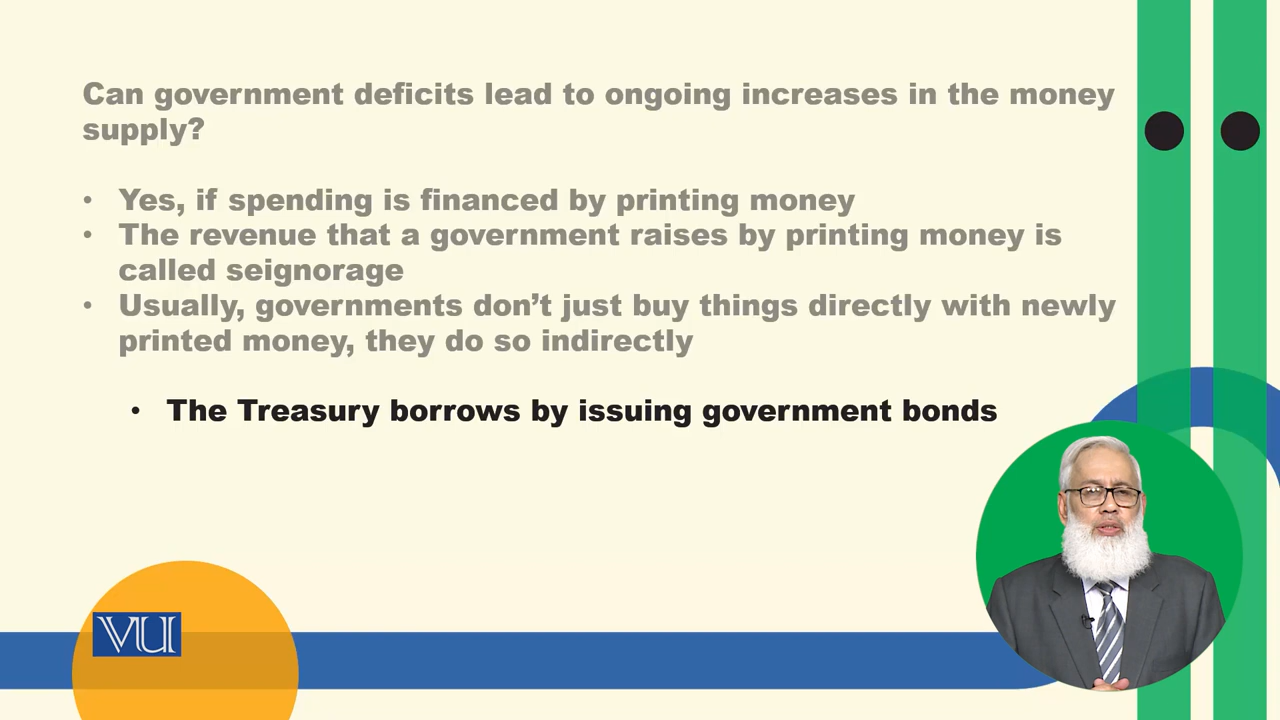 Can government deficits lead to ongoing increases in the money
supply?
• Yes, if spending is financed by printing money
• The revenue that a government raises by printing money is
called seignorage
• Usually, governments don’t just buy things directly with newly
printed money, they do so indirectly
• The Treasury borrows by issuing government bonds
VU